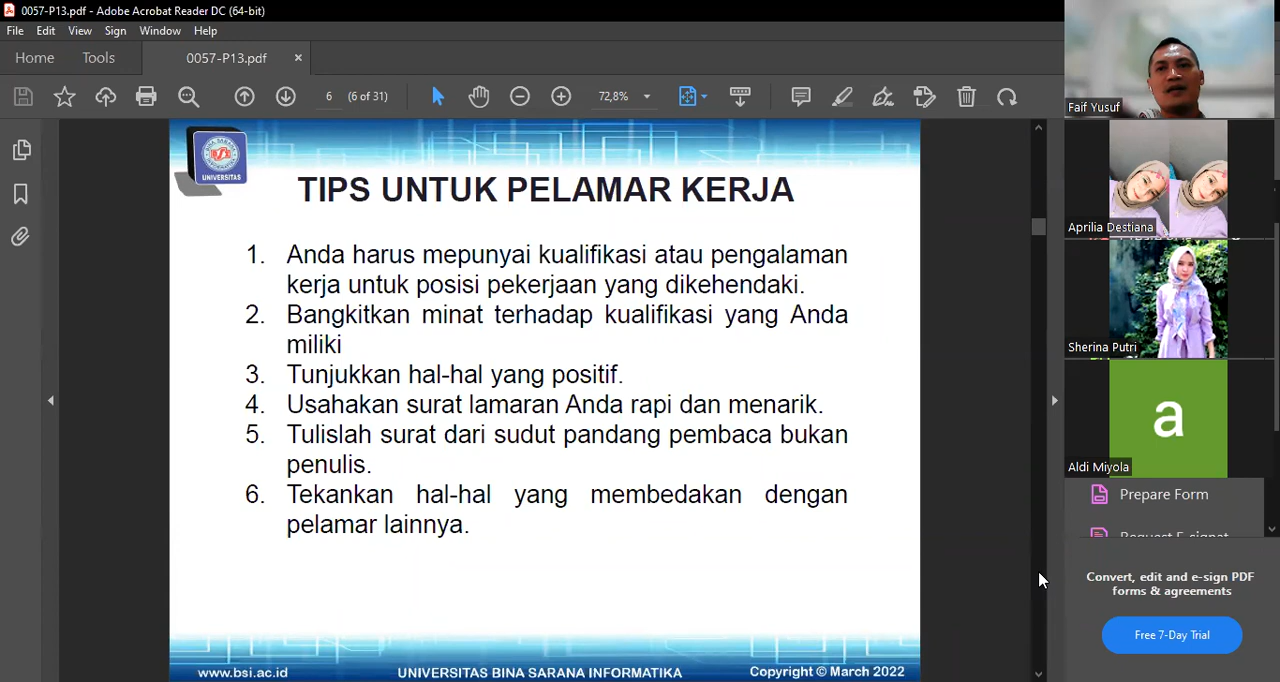 0057-P13.pdf - Adobe Acrobat Reader DC (64-bit)
File Edit View Sign Window Help
Home Tools 0057-P13.pdf ×
6 (6 of 31) 72,8%
UNIVERSITAS
TIPS UNTUK PELAMAR KERJA
1. Anda harus mepunyai kualifikasi atau pengalaman
kerja untuk posisi pekerjaan yang dikehendaki.
2. Bangkitkan minat terhadap kualifikasi yang Anda
miliki
3. Tunjukkan hal-hal yang positif.
4. Usahakan surat lamaran Anda rapi dan menarik.
5. Tulislah surat dari sudut pandang pembaca bukan
penulis.
6. Tekankan hal-hal yang membedakan dengan
pelamar lainnya.
www.bsi.ac.id UNIVERSITAS BINA SARANA INFORMATIKA Copyright © March 2022
Faif Yusuf
Aprilia Destiana
Sherina Putri
a
Aldi Miyola
Prepare Form
Request E-signat
Convert, edit and e-sign PDF
forms & agreements
Free 7-Day Trial